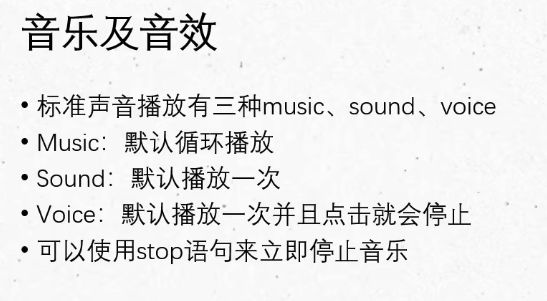 音乐及音效
• 标准声音播放有三种music、sound、voice
• Music：默认循环播放
• Sound：默认播放一次
• Voice：默认播放一次并且点击就会停止
• 可以使用stop语句来立即停止音乐